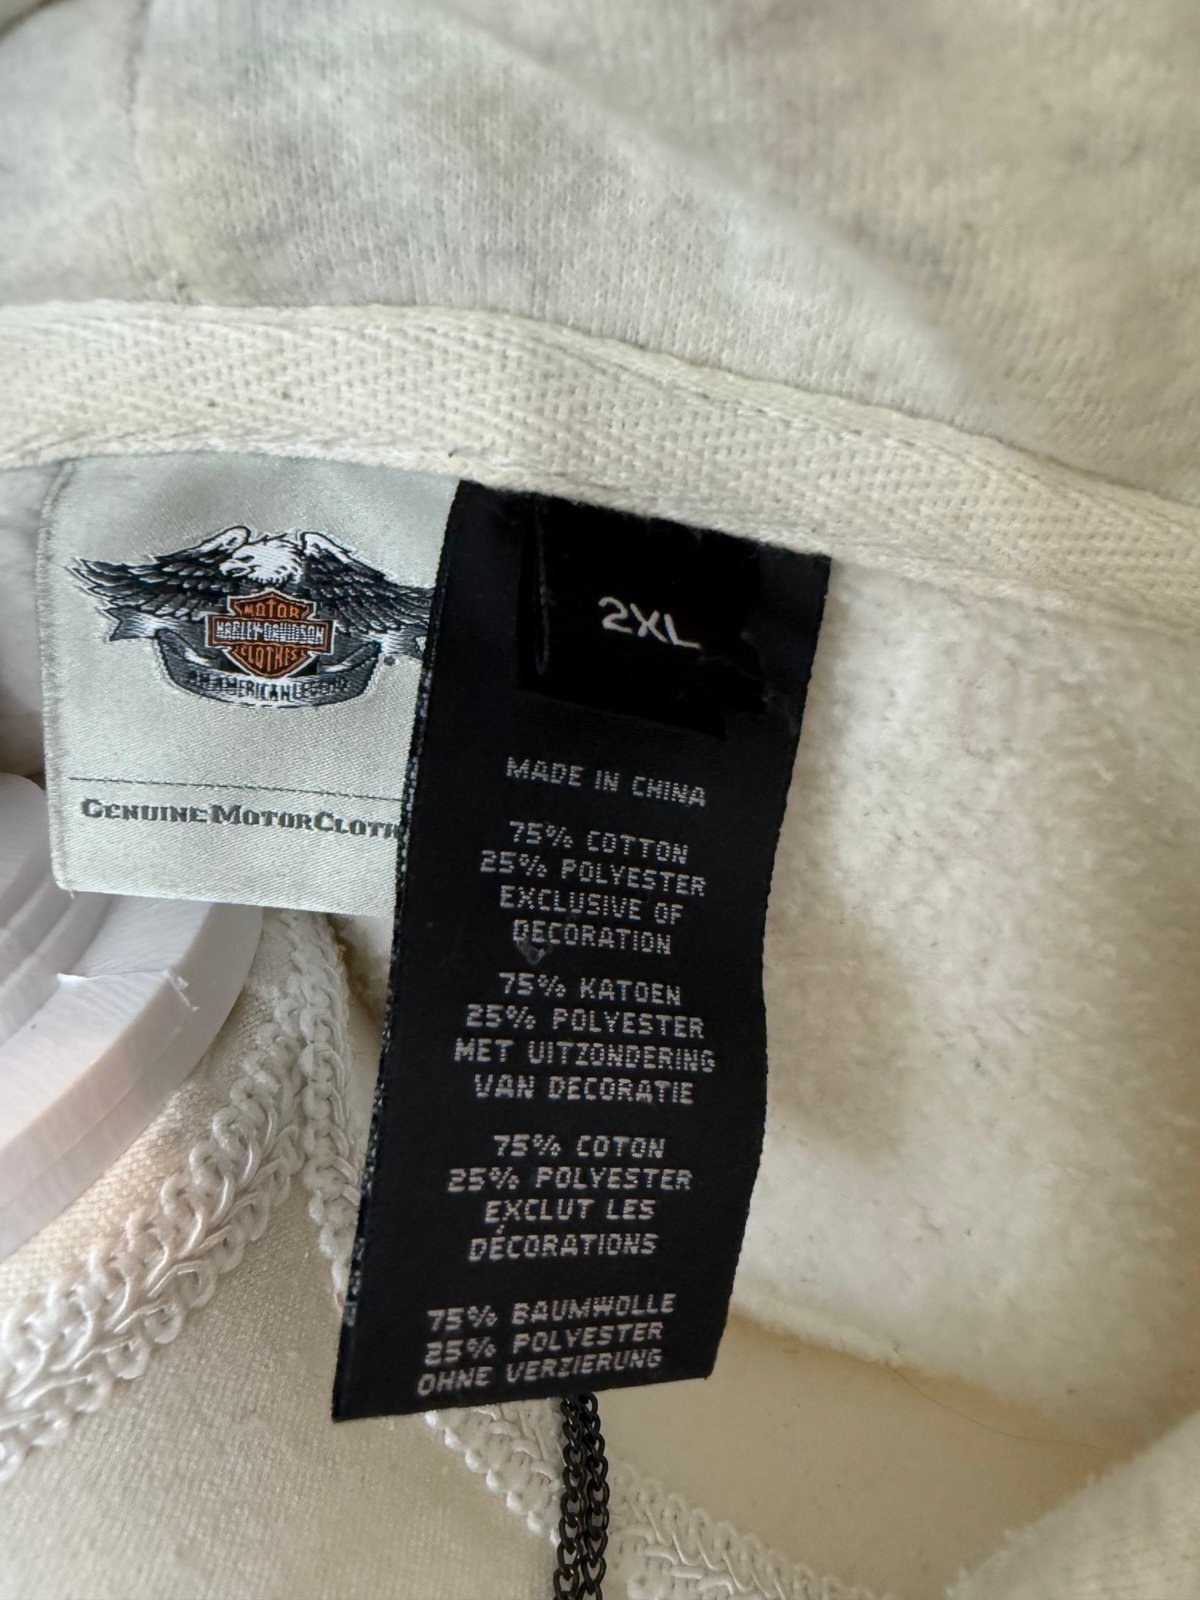 MOTOR
HARLEY-DAVIDSON
CLOTHES
AN AMERICAN LEGEND
®
GENUINE MOTORCLOTH
2XL
MADE IN CHINA
75% COTTON
25% POLYESTER
EXCLUSIVE OF
DECORATION
75% KATOEN
25% POLYESTER
MET UITZONDERING
VAN DECORATIE
75% COTON
25% POLYESTER
EXCLUT LES
DÉCORATIONS
75% BAUMWOLLE
25% POLYESTER
OHNE VERZIERUNG